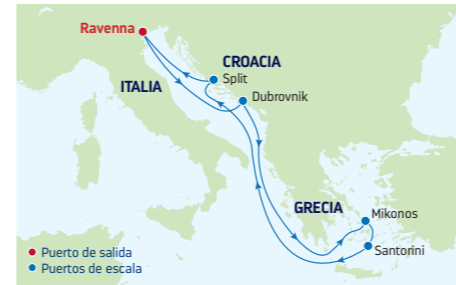 Ravenna
CROACIA
Split
ITALIA
Dubrovnik
GRECIA
Mikonos
Santorini
Puerto de salida
Puertos de escala